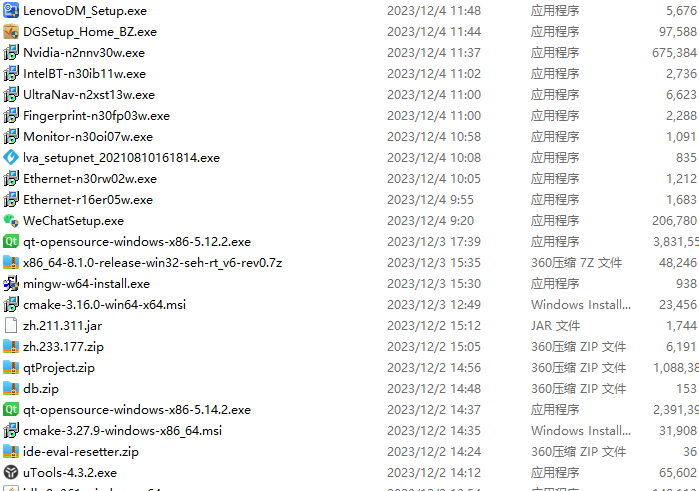 LenovoDM_Setup.exe 2023/12/4 11:48 应用程序 5,676
DGSetup_Home_BZ.exe 2023/12/4 11:44 应用程序 97,588
Nvidia-n2nnv30w.exe 2023/12/4 11:37 应用程序 675,384
IntelBT-n30ib11w.exe 2023/12/4 11:02 应用程序 2,736
UltraNav-n2xst13w.exe 2023/12/4 11:00 应用程序 6,623
Fingerprint-n30fp03w.exe 2023/12/4 11:00 应用程序 2,288
Monitor-n30oi07w.exe 2023/12/4 10:58 应用程序 1,091
lva_setupnet_20210810161814.exe 2023/12/4 10:08 应用程序 835
Ethernet-n30rw02w.exe 2023/12/4 10:05 应用程序 1,212
Ethernet-r16er05w.exe 2023/12/4 9:55 应用程序 1,683
WeChatSetup.exe 2023/12/4 9:20 应用程序 206,780
Qt qt-opensource-windows-x86-5.12.2.exe 2023/12/3 17:39 应用程序 3,831,55
x86_64-8.1.0-release-win32-seh-rt_v6-rev0.7z 2023/12/3 15:35 360压缩 7Z 文件 48,246
mingw-w64-install.exe 2023/12/3 15:30 应用程序 938
cmake-3.16.0-win64-x64.msi 2023/12/3 12:49 Windows Install... 23,456
zh.211.311.jar 2023/12/2 15:12 JAR 文件 1,744
zh.233.177.zip 2023/12/2 15:05 360压缩 ZIP 文件 6,191
qtProject.zip 2023/12/2 14:56 360压缩 ZIP 文件 1,088,38
db.zip 2023/12/2 14:48 360压缩 ZIP 文件 153
Qt qt-opensource-windows-x86-5.14.2.exe 2023/12/2 14:37 应用程序 2,391,39
cmake-3.27.9-windows-x86_64.msi 2023/12/2 14:35 Windows Install... 31,908
ide-eval-resetter.zip 2023/12/2 14:24 360压缩 ZIP 文件 36
uTools-4.3.2.exe 2023/12/2 14:12 应用程序 65,602